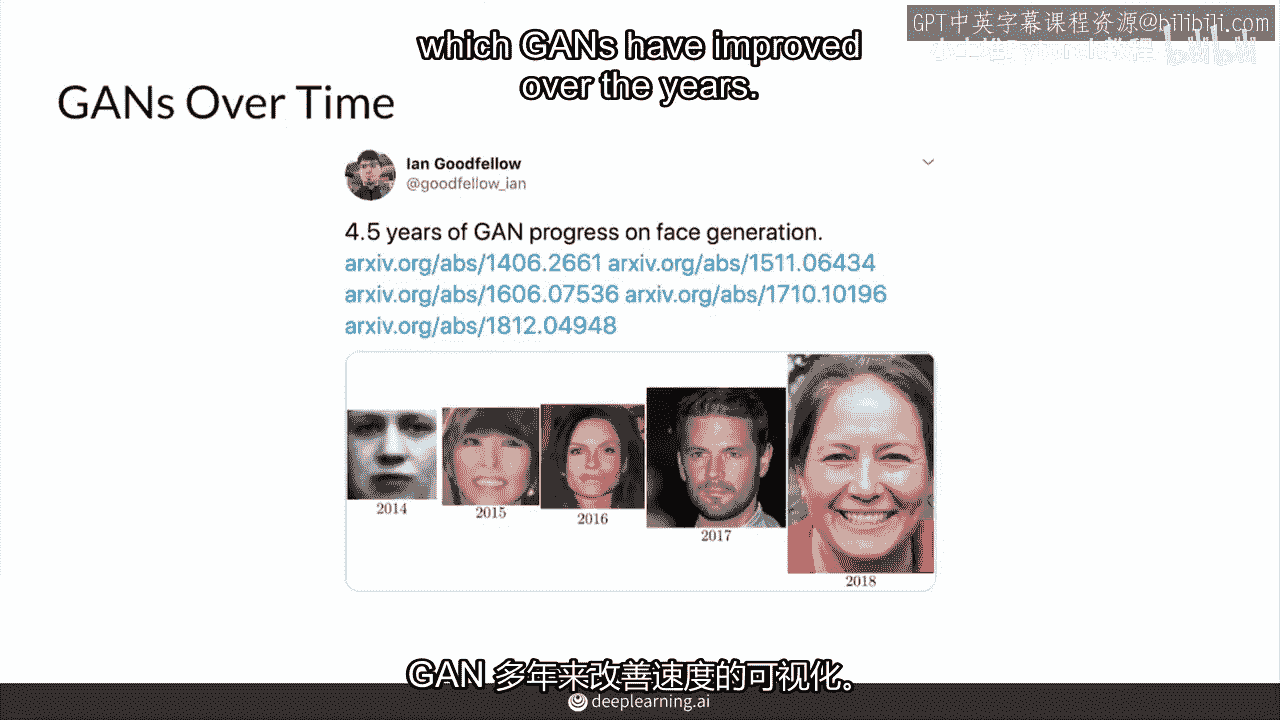 GPT中英字幕课程资源@bilibili.com
which GANs have improved
over the years.
GANs Over Time
Ian Goodfellow
@goodfellow_ian
4.5 years of GAN progress on face generation.
arxiv.org/abs/1406.2661 arxiv.org/abs/1511.06434
arxiv.org/abs/1606.07536 arxiv.org/abs/1710.10196
arxiv.org/abs/1812.04948
2014
2015
2016
2017
2018
GAN 多年来改善速度的可视化。
deeplearning.ai